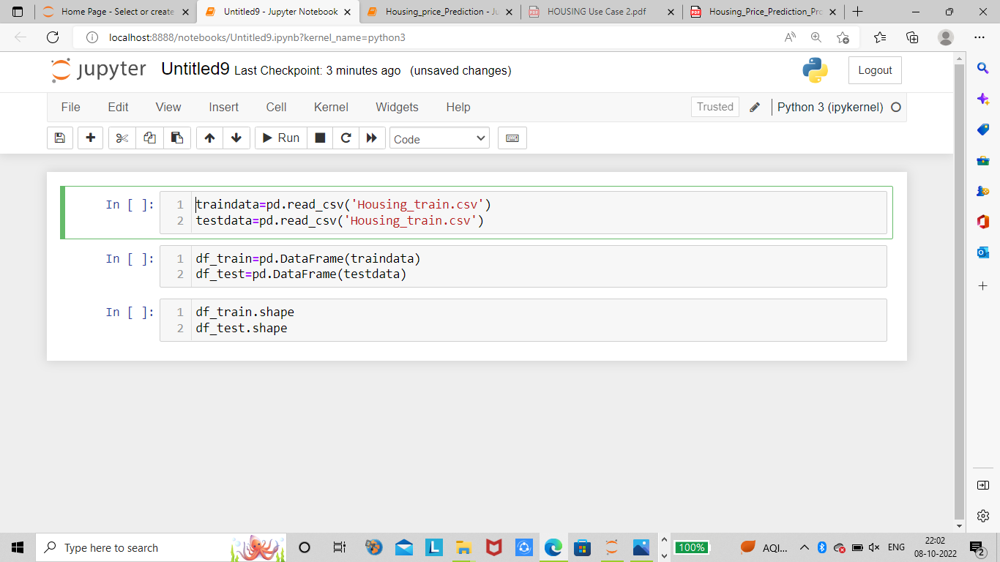 Home Page - Select or create
Untitled9 - Jupyter Notebook
Housing_price_Prediction - Ju
HOUSING Use Case 2.pdf
Housing_Price_Prediction_Pro
localhost:8888/notebooks/Untitled9.ipynb?kernel_name=python3
jupyter Untitled9 Last Checkpoint: 3 minutes ago (unsaved changes)
Logout
File Edit View Insert Cell Kernel Widgets Help
Trusted
Python 3 (ipykernel)
Run
Code
In [ ]:
1 traindata=pd.read_csv('Housing_train.csv')
2 testdata=pd.read_csv('Housing_train.csv')
In [ ]:
1 df_train=pd.DataFrame(traindata)
2 df_test=pd.DataFrame(testdata)
In [ ]:
1 df_train.shape
2 df_test.shape
Type here to search
L
100%
AQI...
ENG
22:02
08-10-2022
2